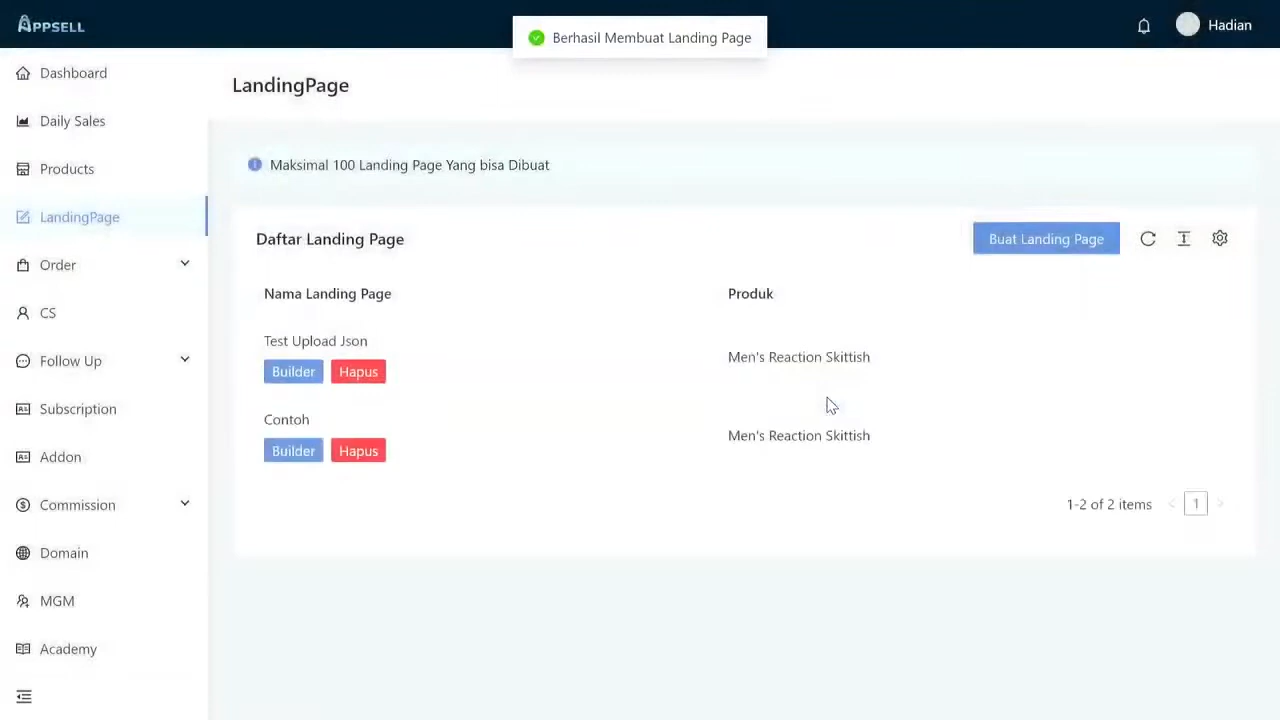 APPSELL
Berhasil Membuat Landing Page
Hadian
Dashboard
Daily Sales
Products
LandingPage
Order
CS
Follow Up
Subscription
Addon
Commission
Domain
MGM
Academy
LandingPage
Maksimal 100 Landing Page Yang bisa Dibuat
Daftar Landing Page
Buat Landing Page
Nama Landing Page
Produk
Test Upload Json
Builder
Hapus
Men's Reaction Skittish
Contoh
Builder
Hapus
Men's Reaction Skittish
1-2 of 2 items
1